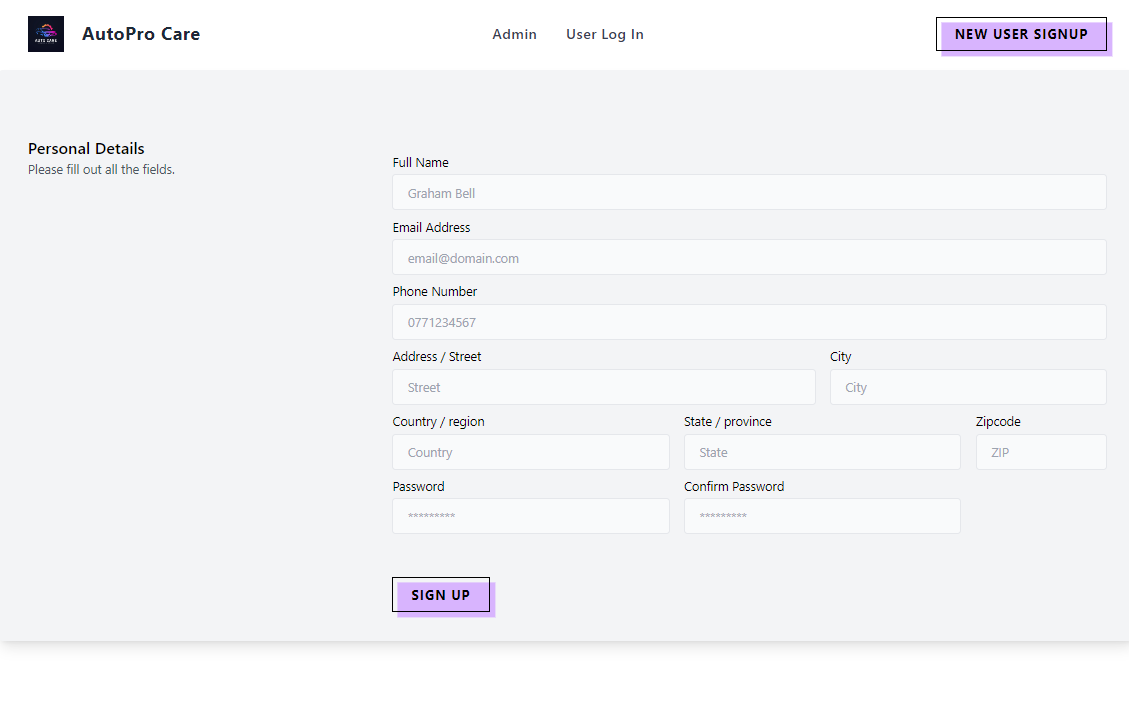 AUTO CARE
AutoPro Care
Admin
User Log In
NEW USER SIGNUP
Personal Details
Please fill out all the fields.
Full Name
Graham Bell
Email Address
email@domain.com
Phone Number
0771234567
Address / Street
City
Street
City
Country / region
State / province
Zipcode
Country
State
ZIP
Password
Confirm Password
*********
*********
SIGN UP